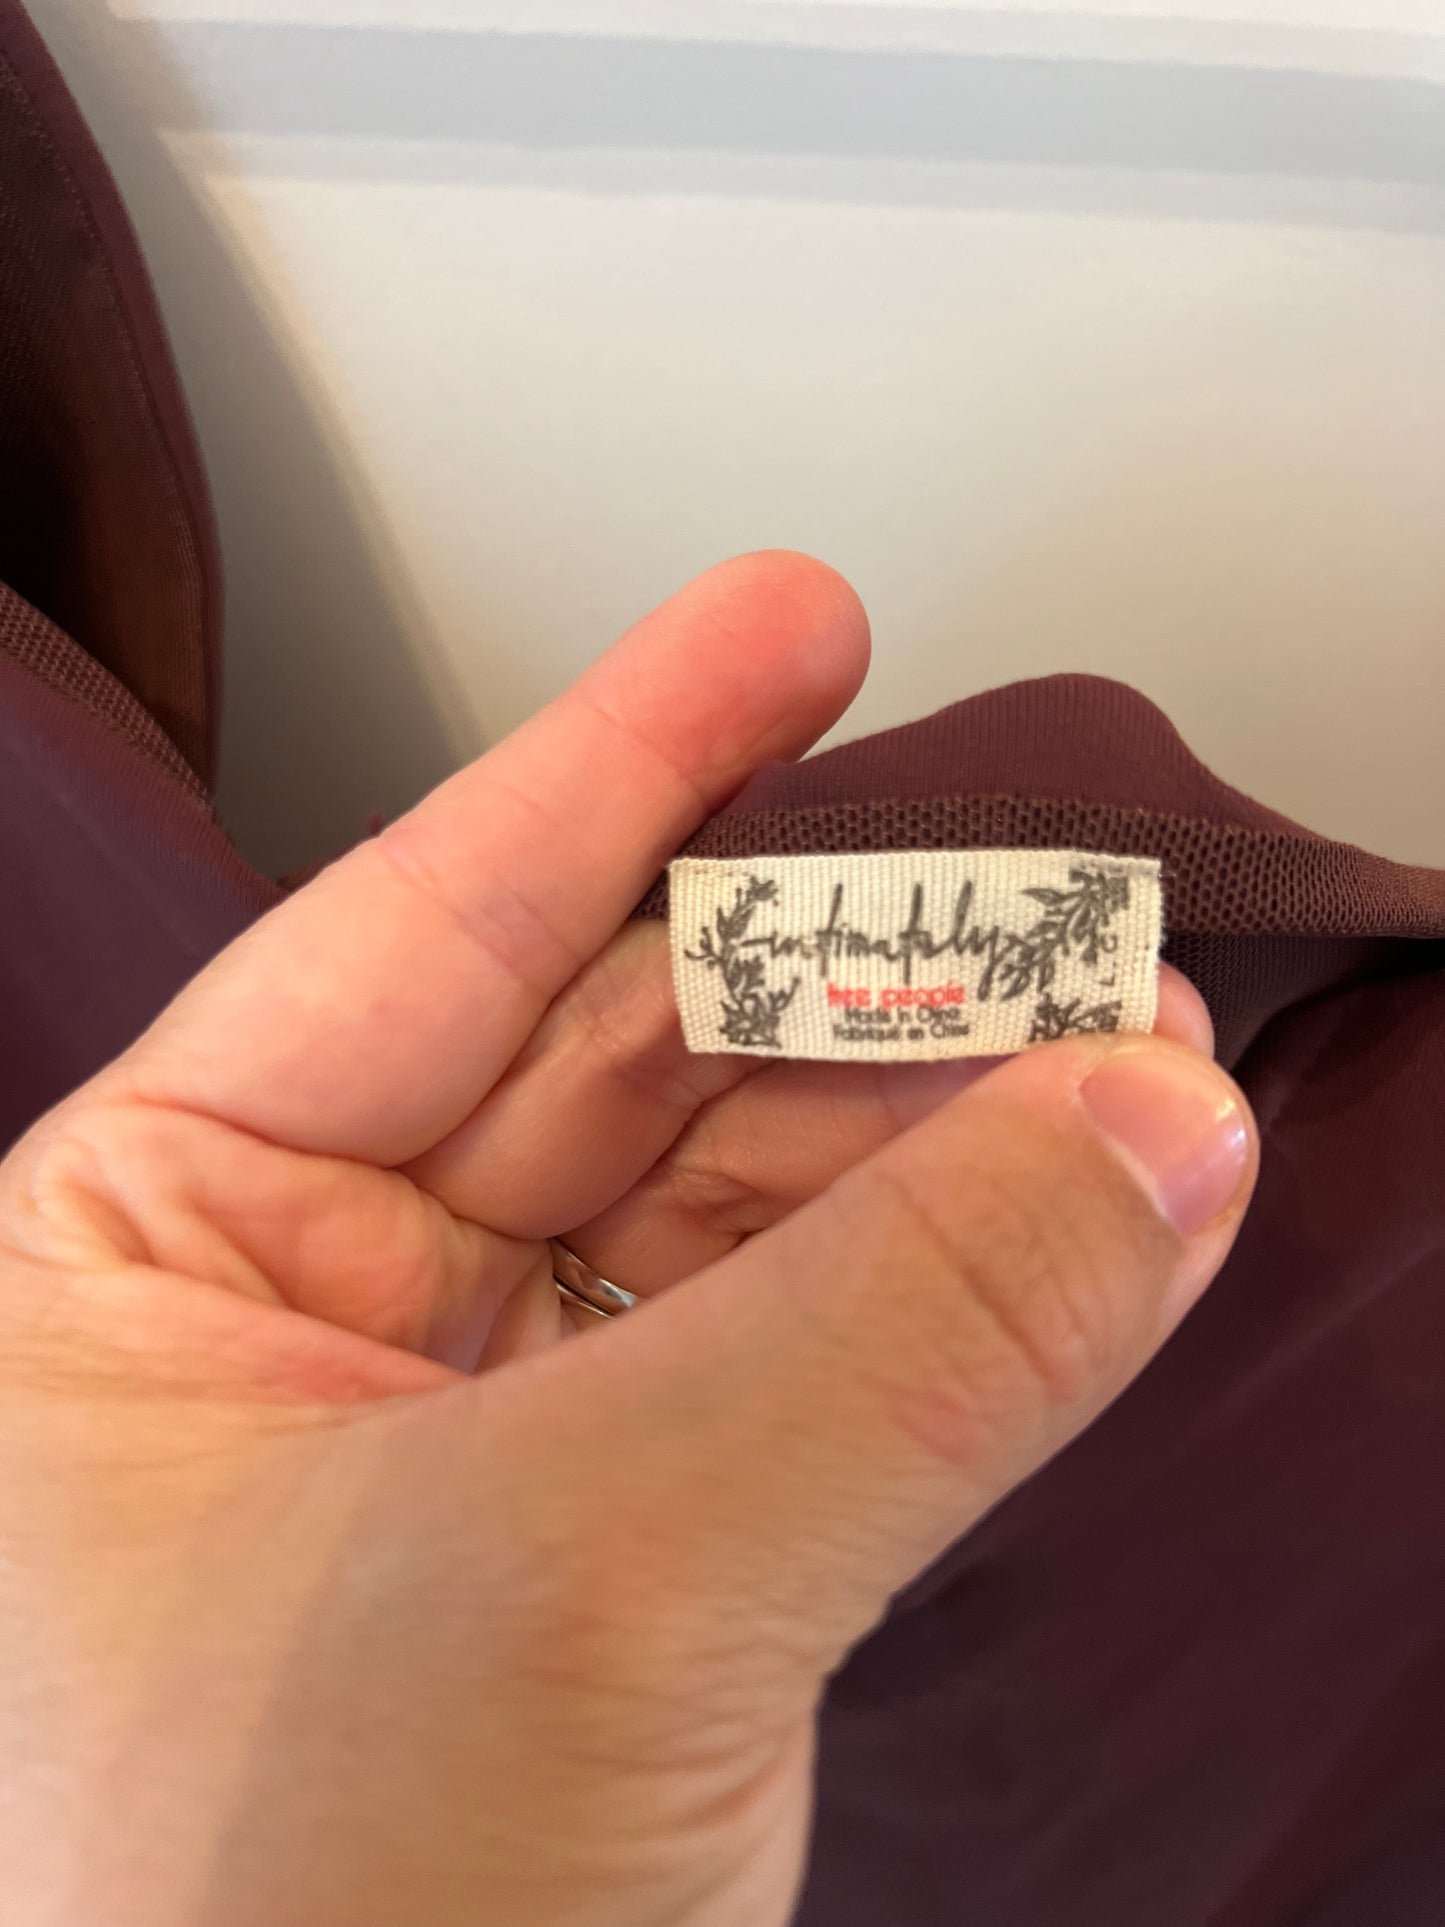 intimately
free people
Made in China
Fabriqué en Chine